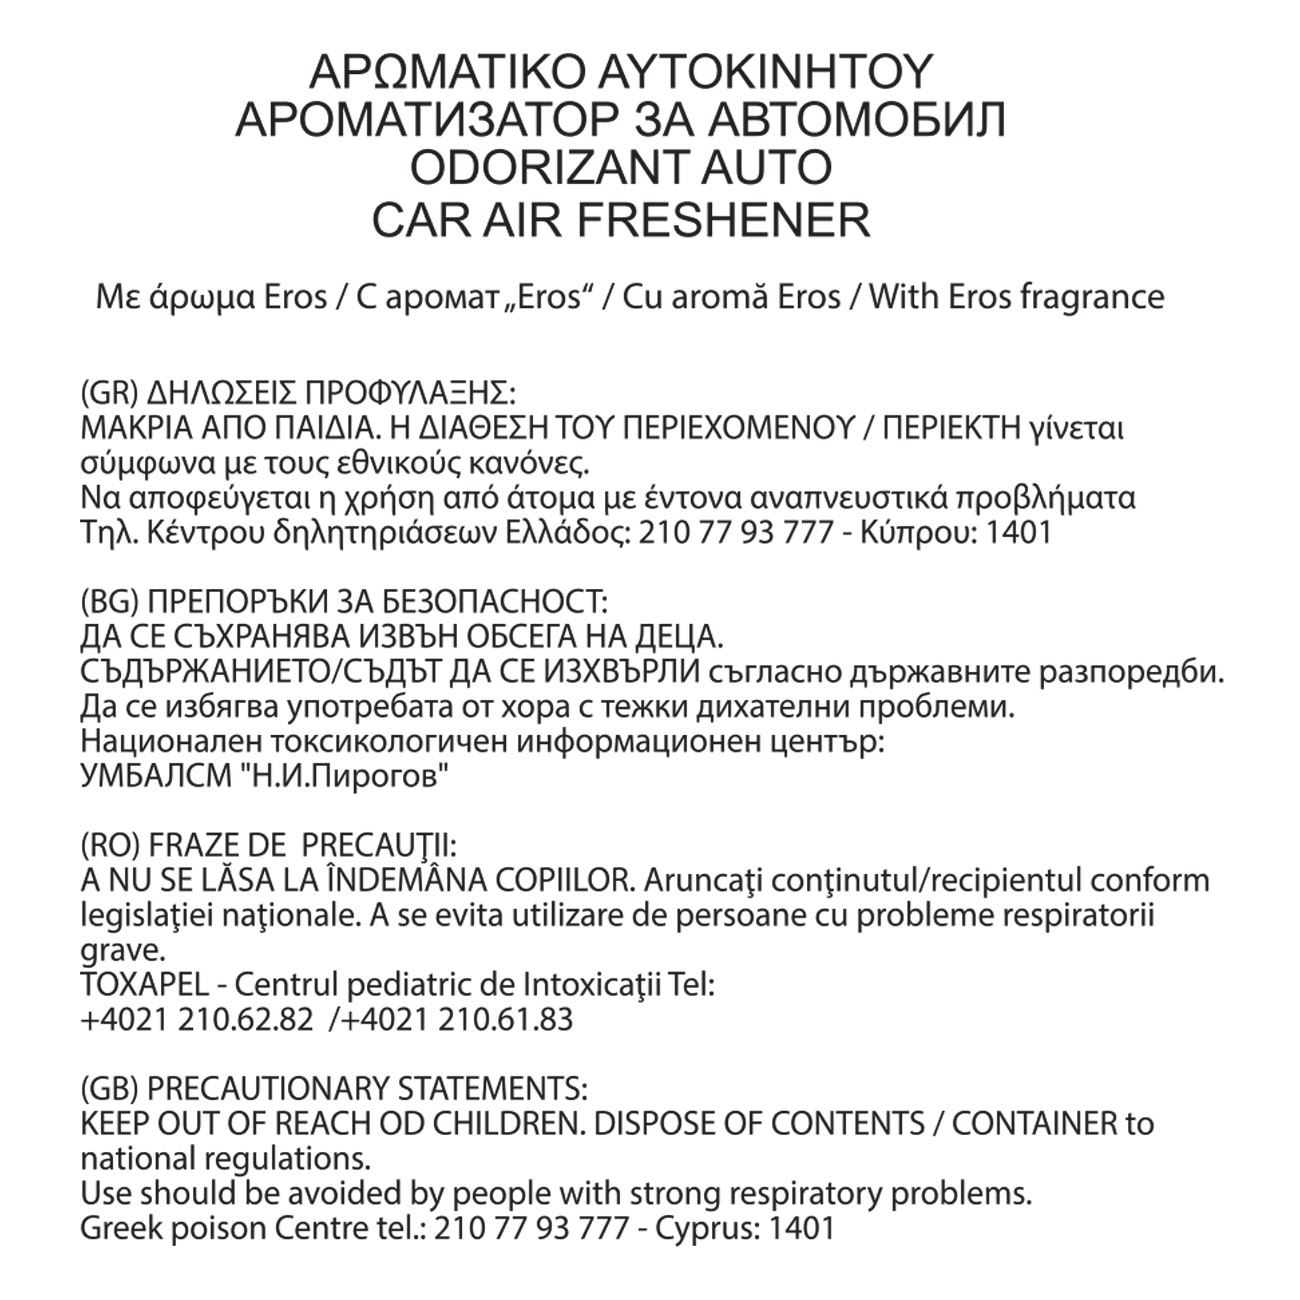 ΑΡΩΜΑΤΙΚΟ ΑΥΤΟΚΙΝΗΤΟΥ
АРОМАТИЗАТОР ЗА АВТОМОБИЛ
ODORIZANT AUTO
CAR AIR FRESHENER
Με άρωμα Eros / С аромат „Eros“ / Cu aromă Eros / With Eros fragrance
(GR) ΔΗΛΩΣΕΙΣ ΠΡΟΦΥΛΑΞΗΣ:
ΜΑΚΡΙΑ ΑΠΟ ΠΑΙΔΙΑ. Η ΔΙΑΘΕΣΗ ΤΟΥ ΠΕΡΙΕΧΟΜΕΝΟΥ / ΠΕΡΙΕΚΤΗ γίνεται
σύμφωνα με τους εθνικούς κανόνες.
Να αποφεύγεται η χρήση από άτομα με έντονα αναπνευστικά προβλήματα
Τηλ. Κέντρου δηλητηριάσεων Ελλάδος: 210 77 93 777 - Κύπρου: 1401
(BG) ПРЕПОРЪКИ ЗА БЕЗОПАСНОСТ:
ДА СЕ СЪХРАНЯВА ИЗВЪН ОБСЕГА НА ДЕЦА.
СЪДЪРЖАНИЕТО/СЪДЪТ ДА СЕ ИЗХВЪРЛИ съгласно държавните разпоредби.
Да се избягва употребата от хора с тежки дихателни проблеми.
Национален токсикологичен информационен център:
УМБАЛСМ "Н.И.Пирогов"
(RO) FRAZE DE  PRECAUŢII:
A NU SE LĂSA LA ÎNDEMÂNA COPIILOR. Aruncaţi conţinutul/recipientul conform
legislaţiei naţionale. A se evita utilizare de persoane cu probleme respiratorii
grave.
TOXAPEL - Centrul pediatric de Intoxicaţii Tel:
+4021 210.62.82  /+4021 210.61.83
(GB) PRECAUTIONARY STATEMENTS:
KEEP OUT OF REACH OD CHILDREN. DISPOSE OF CONTENTS / CONTAINER to
national regulations.
Use should be avoided by people with strong respiratory problems.
Greek poison Centre tel.: 210 77 93 777 - Cyprus: 1401